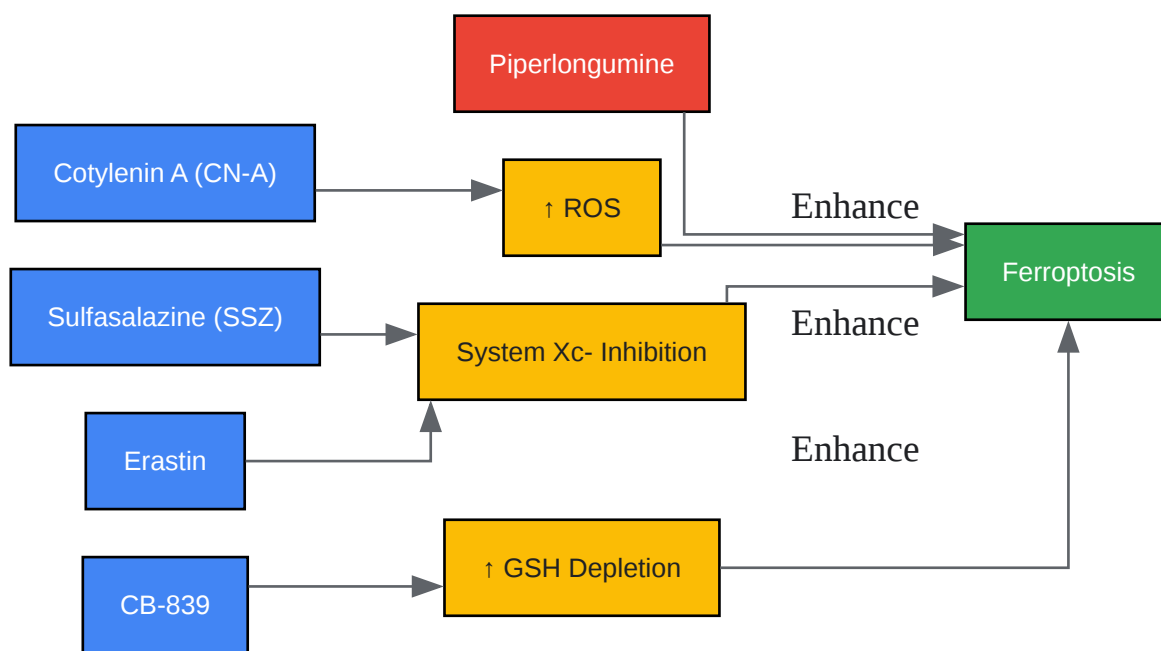 Piperlongumine
Cotylenin A (CN-A)
↑ ROS
Enhance
Ferroptosis
Sulfasalazine (SSZ)
System Xc- Inhibition
Enhance
Erastin
Enhance
↑ GSH Depletion
CB-839